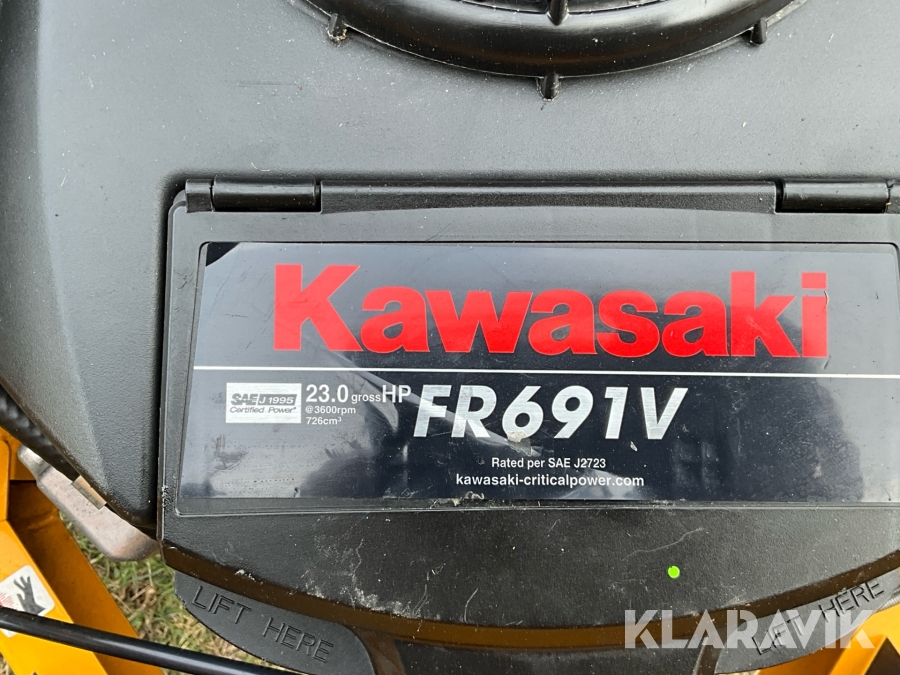 Kawasaki
SAE J1995
Certified Power
23.0 gross HP
@3600rpm
726cm³
FR691V
Rated per SAE J2723
kawasaki-criticalpower.com
LIFT HERE
LIFT HERE
KLARAVIK